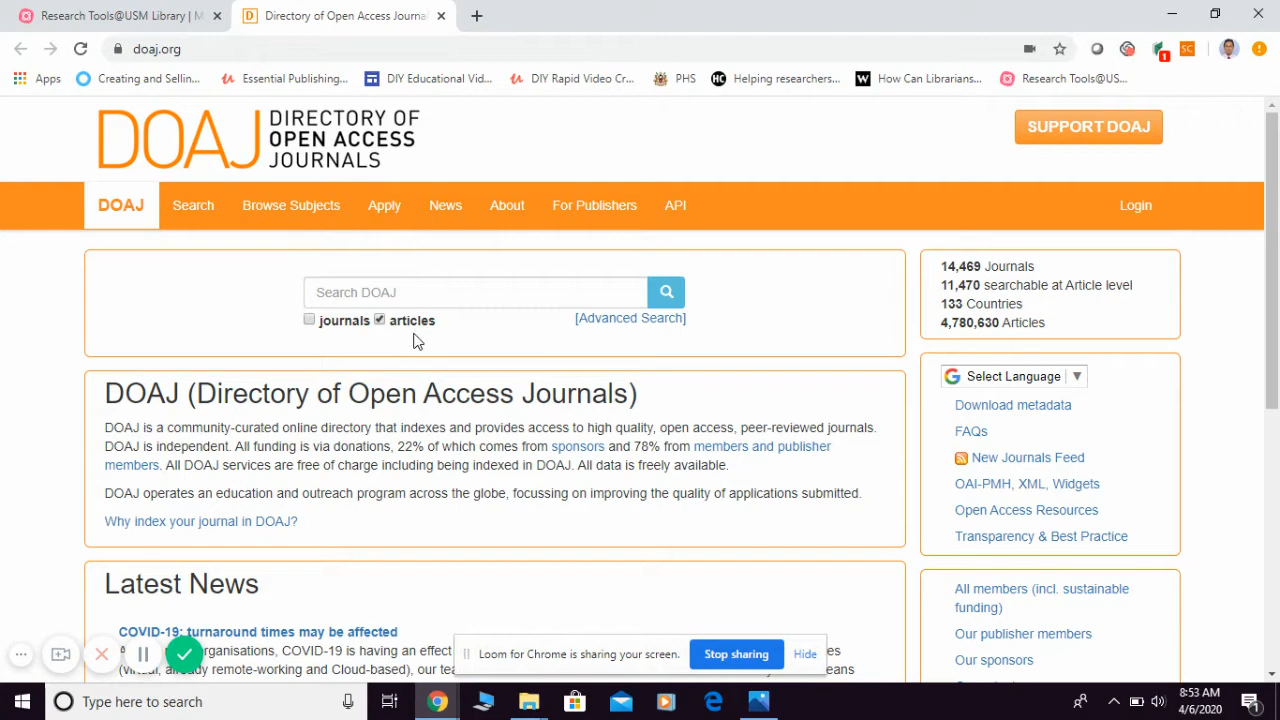 Research Tools@USM Library | M
Directory of Open Access Journal
doaj.org
1
SC
Apps
Creating and Sellin...
Essential Publishing...
DIY Educational Vid...
DIY Rapid Video Cr...
PHS
HC
Helping researchers...
W
How Can Librarians...
Research Tools@US...
DOAJ
DIRECTORY OF
OPEN ACCESS
JOURNALS
SUPPORT DOAJ
DOAJ
Search
Browse Subjects
Apply
News
About
For Publishers
API
Login
Search DOAJ
journals articles
[Advanced Search]
14,469 Journals
11,470 searchable at Article level
133 Countries
4,780,630 Articles
DOAJ (Directory of Open Access Journals)
DOAJ is a community-curated online directory that indexes and provides access to high quality, open access, peer-reviewed journals.
DOAJ is independent. All funding is via donations, 22% of which comes from sponsors and 78% from members and publisher
members. All DOAJ services are free of charge including being indexed in DOAJ. All data is freely available.
DOAJ operates an education and outreach program across the globe, focussing on improving the quality of applications submitted.
Why index your journal in DOAJ?
Select Language
Download metadata
FAQs
New Journals Feed
OAI-PMH, XML, Widgets
Open Access Resources
Transparency & Best Practice
Latest News
COVID-19: turnaround times may be affected
rganisations, COVID-19 is having an effect
(virtual, already remote-working and Cloud-based), our tea
eans
Loom for Chrome is sharing your screen.
Stop sharing
Hide
All members (incl. sustainable
funding)
Our publisher members
Our sponsors
Type here to search
8:53 AM
4/6/2020
1